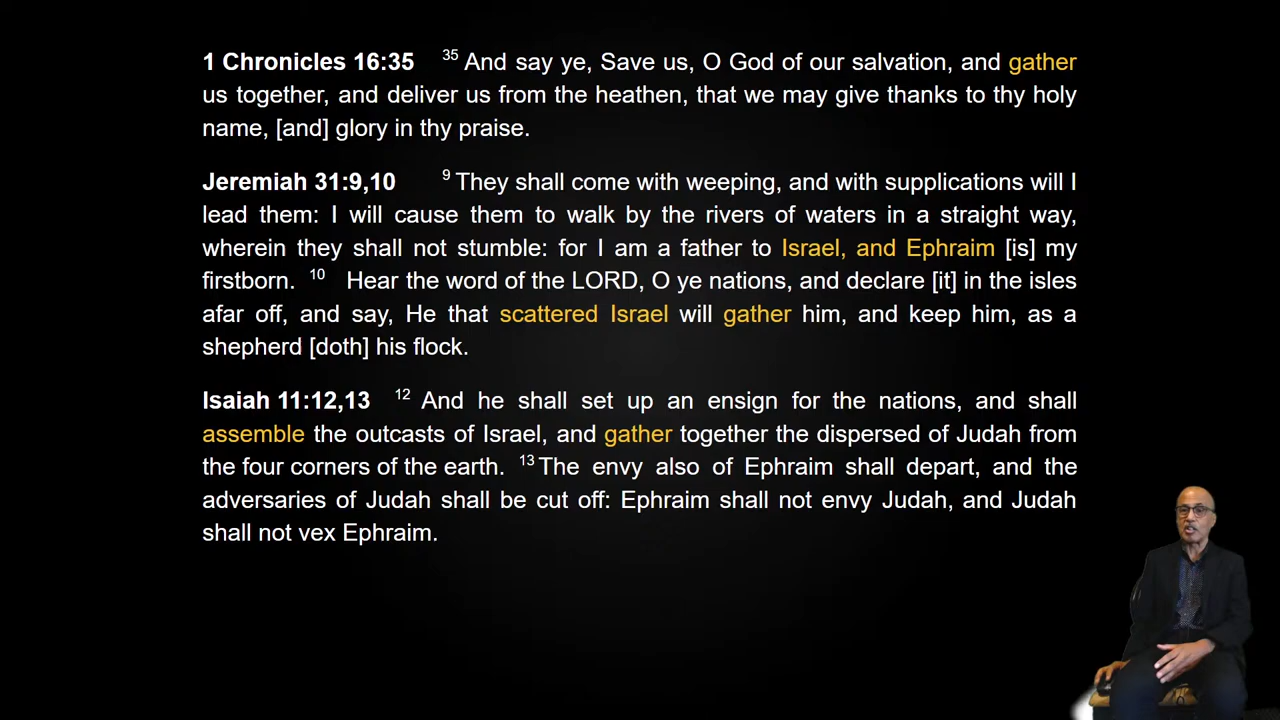 1 Chronicles 16:35 35 And say ye, Save us, O God of our salvation, and gather
us together, and deliver us from the heathen, that we may give thanks to thy holy
name, [and] glory in thy praise.
Jeremiah 31:9,10 9 They shall come with weeping, and with supplications will I
lead them: I will cause them to walk by the rivers of waters in a straight way,
wherein they shall not stumble: for I am a father to Israel, and Ephraim [is] my
firstborn. 10 Hear the word of the LORD, O ye nations, and declare [it] in the isles
afar off, and say, He that scattered Israel will gather him, and keep him, as a
shepherd [doth] his flock.
Isaiah 11:12,13 12 And he shall set up an ensign for the nations, and shall
assemble the outcasts of Israel, and gather together the dispersed of Judah from
the four corners of the earth. 13 The envy also of Ephraim shall depart, and the
adversaries of Judah shall be cut off: Ephraim shall not envy Judah, and Judah
shall not vex Ephraim.